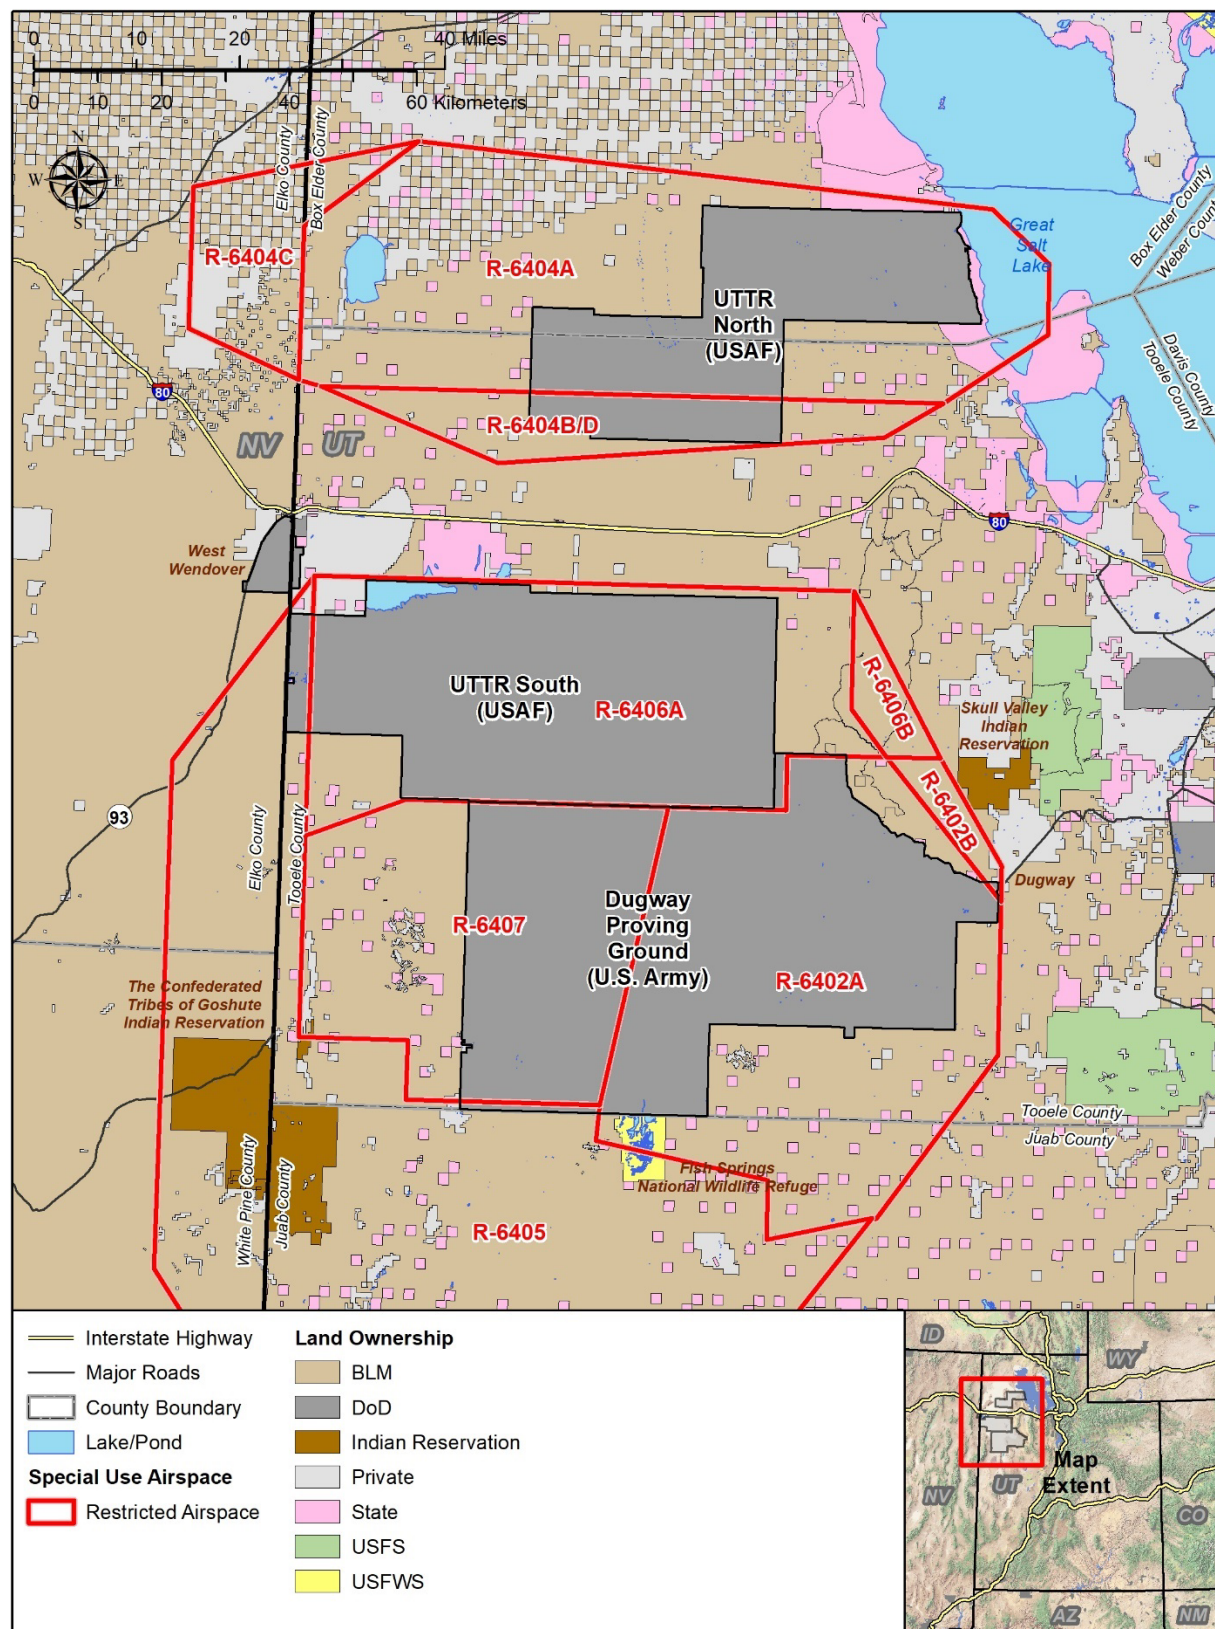 0 10 20 40 Miles
0 10 20 40 60 Kilometers
N
W E
S
Elko County
Box Elder County
R-6404C
R-6404A
Great
Salt
Lake
Box Elder County
Weber County
UTTR
North
(USAF)
Davis County
Tooele County
80
R-6404B/D
NV UT
80
West
Wendover
UTTR South
(USAF)
R-6406A
R-6406B
Skull Valley
Indian
Reservation
R-6402B
93
Elko County
Tooele County
Dugway
Dugway
Proving
Ground
(U.S. Army)
R-6407
R-6402A
The Confederated
Tribes of Goshute
Indian Reservation
Tooele County
Juab County
Fish Springs
National Wildlife Refuge
White Pine County
Juab County
R-6405
Interstate Highway
Major Roads
County Boundary
Lake/Pond
Special Use Airspace
Restricted Airspace
Land Ownership
BLM
DoD
Indian Reservation
Private
State
USFS
USFWS
ID
WY
Map
Extent
NV
UT
CO
AZ
NM